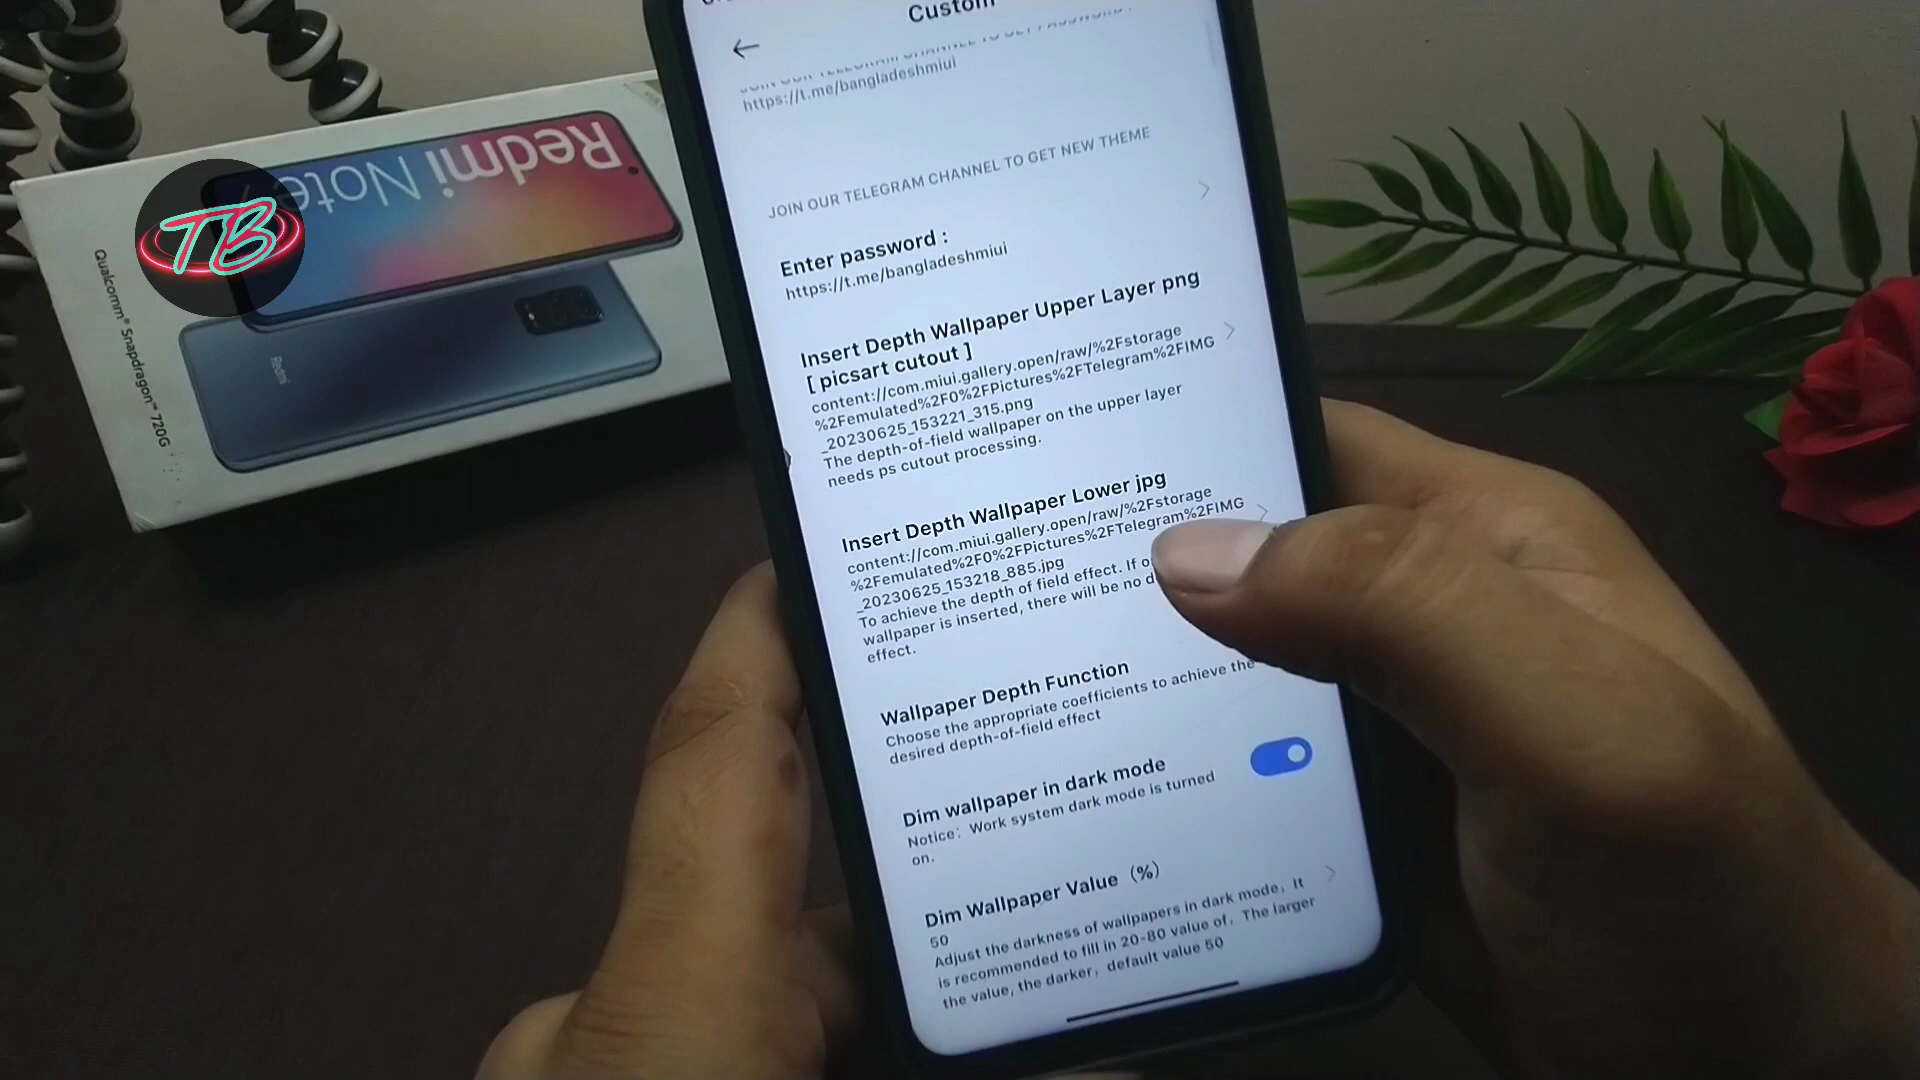 Custom
JOIN OUR TELEGRAM CHANNEL TO GET PASSWORD :
https://t.me/bangladeshmiui
JOIN OUR TELEGRAM CHANNEL TO GET NEW THEME
Enter password :
https://t.me/bangladeshmiui
Insert Depth Wallpaper Upper Layer png
[ picsart cutout ]
content://com.miui.gallery.open/raw/%2Fstorage
%2Femulated%2F0%2FPictures%2FTelegram%2FIMG
_20230625_153221_315.png
The depth-of-field wallpaper on the upper layer
needs ps cutout processing.
Insert Depth Wallpaper Lower jpg
content://com.miui.gallery.open/raw/%2Fstorage
%2Femulated%2F0%2FPictures%2FTelegram%2FIMG
_20230625_153218_885.jpg
To achieve the depth of field effect. If
wallpaper is inserted, there will be no
effect.
Wallpaper Depth Function
Choose the appropriate coefficients to achieve the
desired depth-of-field effect
Dim wallpaper in dark mode
Notice: Work system dark mode is turned
on.
Dim Wallpaper Value (%)
50
Adjust the darkness of wallpapers in dark mode, It
is recommended to fill in 20-80 value of, The larger
the value, the darker, default value 50
Redmi Note
TB
Redmi
Qualcomm® Snapdragon™ 720G